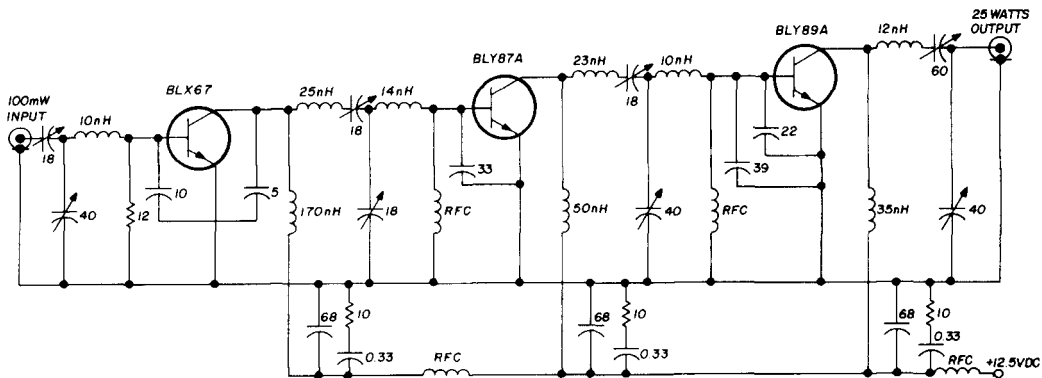 25 WATTS
OUTPUT
12nH
60
BLY89A
BLY87A
23nH
18
10nH
BLX67
25nH
18
14nH
100mW
INPUT
18
10nH
40
12
10
5
170nH
18
RFC
33
50nH
40
RFC
39
22
35nH
40
68
10
0.33
RFC
68
10
0.33
68
10
0.33
RFC
+12.5VDC